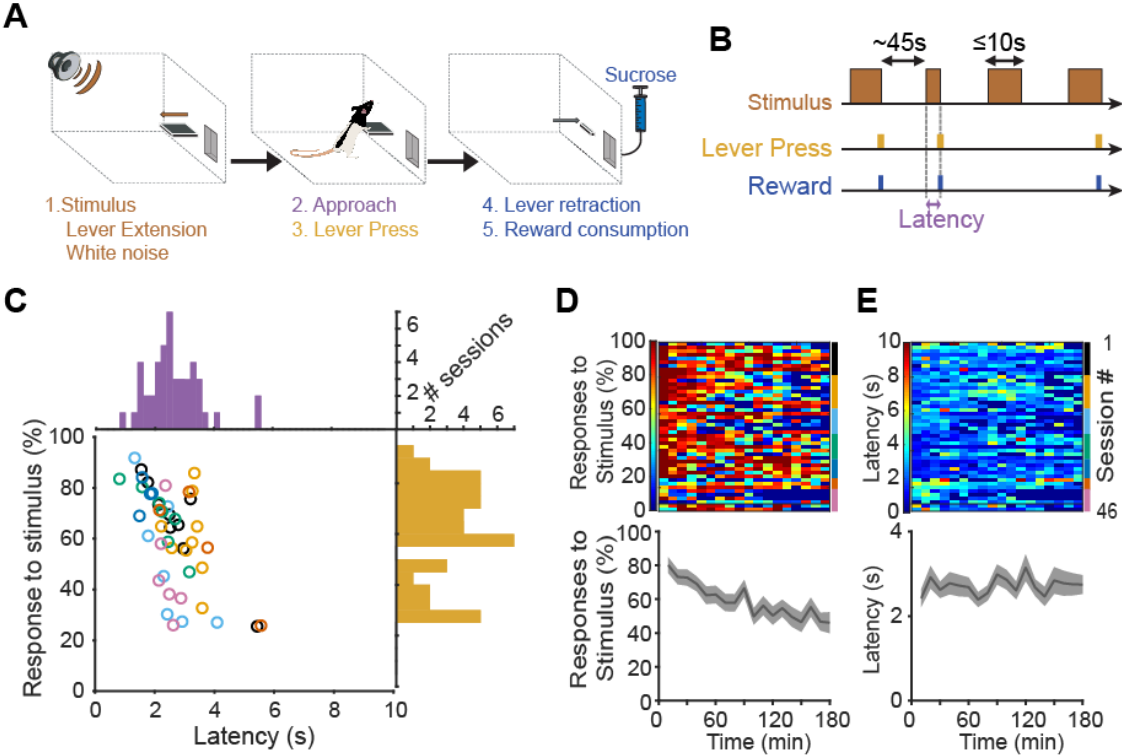 A
Sucrose
1.Stimulus
Lever Extension
White noise
2. Approach
3. Lever Press
4. Lever retraction
5. Reward consumption
B
~45s
≤10s
Stimulus
Lever Press
Reward
Latency
C
6
4
2
# sessions
2 4 6
Response to stimulus (%)
100
80
60
40
20
0
0 2 4 6 8 10
Latency (s)
D
Responses to
Stimulus (%)
100
80
60
40
20
0
Responses to
Stimulus (%)
100
80
60
40
20
0
0 60 120 180
Time (min)
E
Latency (s)
10
8
6
4
2
0
1
Session #
46
Latency (s)
4
2
0
0 60 120 180
Time (min)